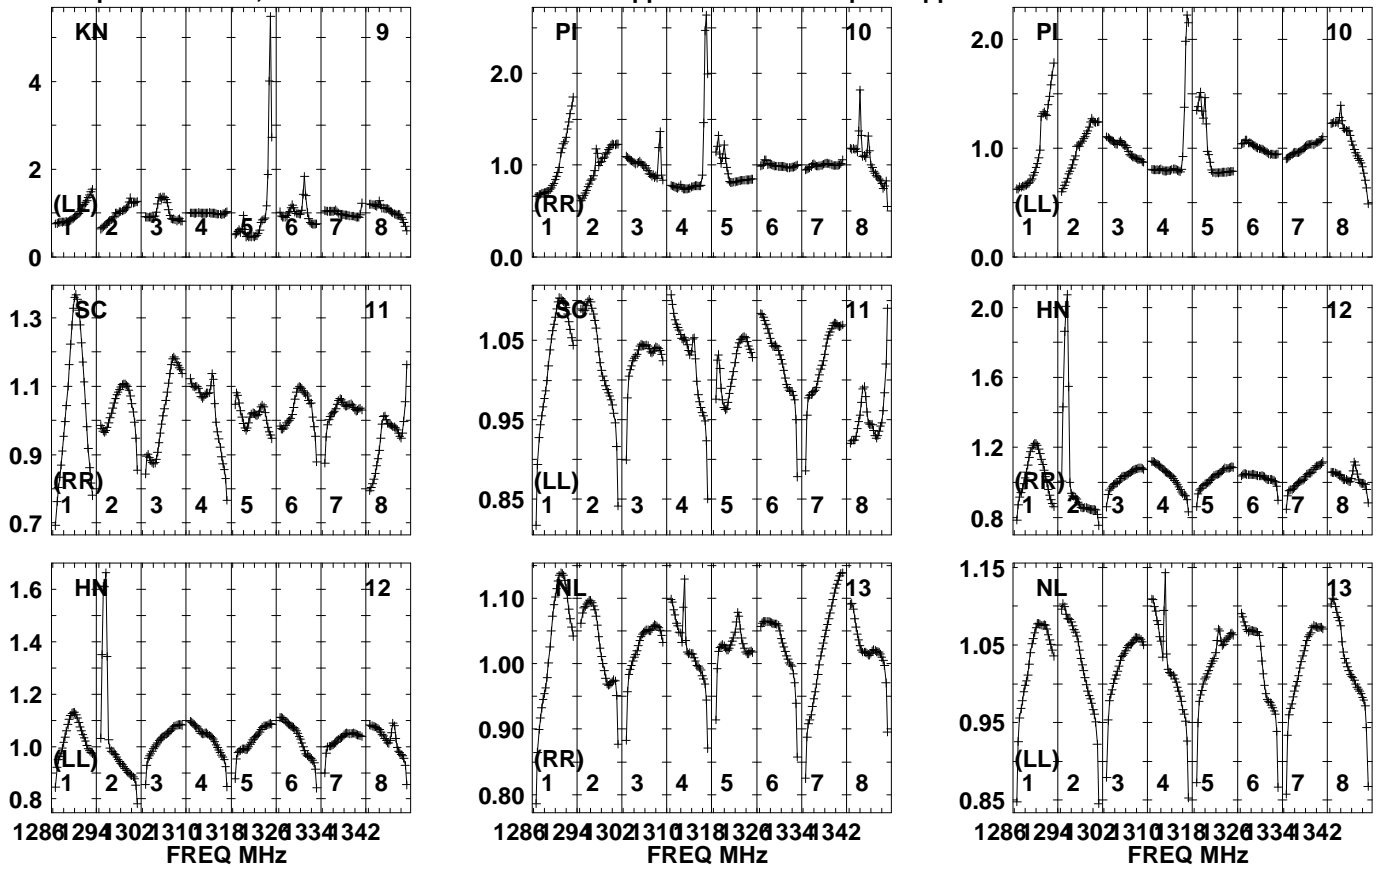 KN 9
4
2
0
(LL)
1 2 3 4 5 6 7 8
PI 10
2.0
1.0
0.0
(RR)
1 2 3 4 5 6 7 8
PI 10
2.0
1.0
0.0
(LL)
1 2 3 4 5 6 7 8
SC 11
1.3
1.1
0.9
0.7
(RR)
1 2 3 4 5 6 7 8
SC 11
1.05
0.95
0.85
(LL)
1 2 3 4 5 6 7 8
HN 12
2.0
1.6
1.2
0.8
(RR)
1 2 3 4 5 6 7 8
HN 12
1.6
1.4
1.2
1.0
0.8
(LL)
1 2 3 4 5 6 7 8
1286 1294 1302 1310 1318 1326 1334 1342
FREQ MHz
NL 13
1.10
1.00
0.90
0.80
(RR)
1 2 3 4 5 6 7 8
1286 1294 1302 1310 1318 1326 1334 1342
FREQ MHz
NL 13
1.15
1.05
0.95
0.85
(LL)
1 2 3 4 5 6 7 8
1286 1294 1302 1310 1318 1326 1334 1342
FREQ MHz